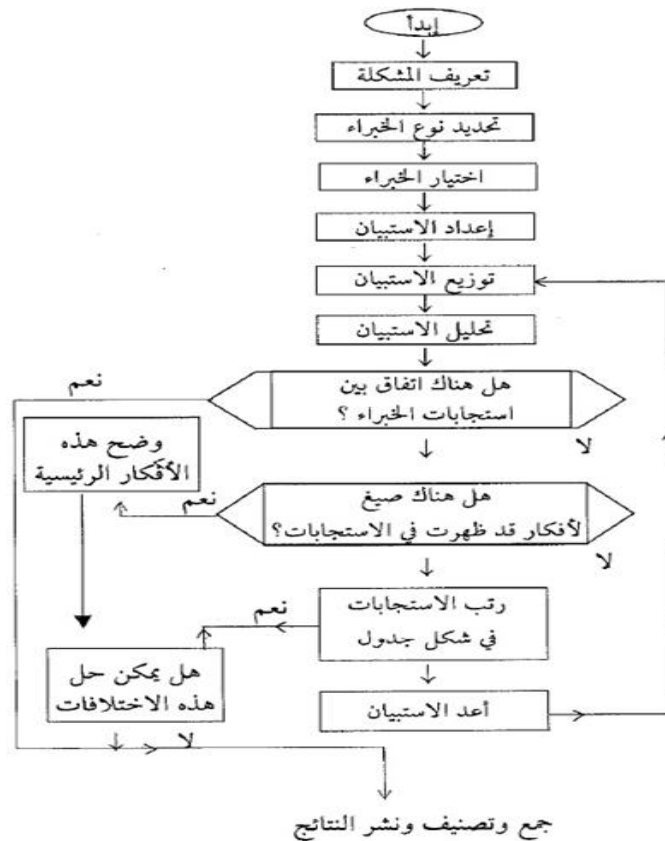 إبدأ
تعريف المشكلة
تحديد نوع الخبراء
اختيار الخبراء
إعداد الاستبيان
توزيع الاستبيان
تحليل الاستبيان
هل هناك اتفاق بين
استجابات الخبراء ؟
نعم
لا
وضح هذه
الأفكار الرئيسية
هل هناك صيغ
لأفكار قد ظهرت في الاستجابات؟
نعم
لا
رتب الاستجابات
في شكل جدول
نعم
هل يمكن حل
هذه الاختلافات
لا
أعد الاستبيان
جمع وتصنيف ونشر النتائج